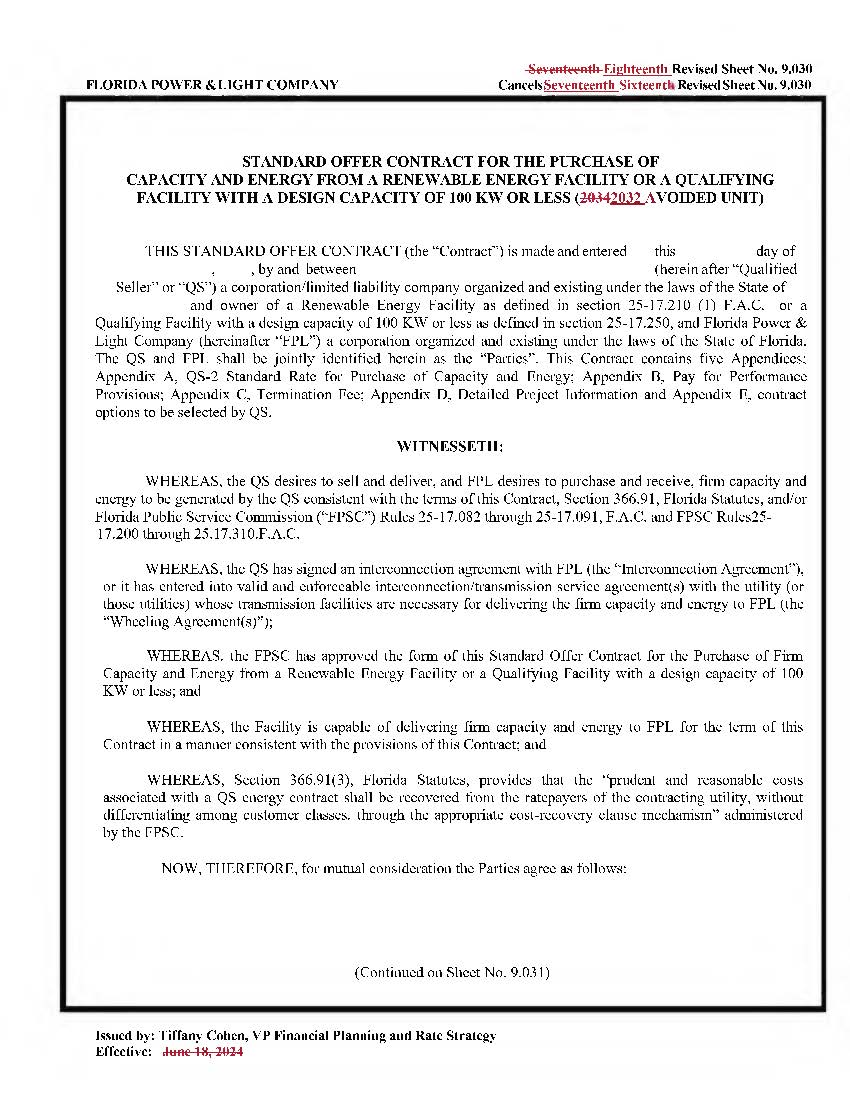 Seventeenth Eighteenth Revised Sheet No. 9.030
FLORIDA POWER & LIGHT COMPANY CancelsSeventeenth Sixteenth Revised Sheet No. 9.030
STANDARD OFFER CONTRACT FOR THE PURCHASE OF
CAPACITY AND ENERGY FROM A RENEWABLE ENERGY FACILITY OR A QUALIFYING
FACILITY WITH A DESIGN CAPACITY OF 100 KW OR LESS (20342032 AVOIDED UNIT)
THIS STANDARD OFFER CONTRACT (the “Contract”) is made and entered this day of
, , by and between (herein after “Qualified
Seller” or “QS”) a corporation/limited liability company organized and existing under the laws of the State of
and owner of a Renewable Energy Facility as defined in section 25-17.210 (1) F.A.C. or a
Qualifying Facility with a design capacity of 100 KW or less as defined in section 25-17.250, and Florida Power &
Light Company (hereinafter “FPL”) a corporation organized and existing under the laws of the State of Florida.
The QS and FPL shall be jointly identified herein as the “Parties”. This Contract contains five Appendices;
Appendix A, QS-2 Standard Rate for Purchase of Capacity and Energy; Appendix B, Pay for Performance
Provisions; Appendix C, Termination Fee; Appendix D, Detailed Project Information and Appendix E, contract
options to be selected by QS.
WITNESSETH:
WHEREAS, the QS desires to sell and deliver, and FPL desires to purchase and receive, firm capacity and
energy to be generated by the QS consistent with the terms of this Contract, Section 366.91, Florida Statutes, and/or
Florida Public Service Commission (“FPSC”) Rules 25-17.082 through 25-17.091, F.A.C. and FPSC Rules25-
17.200 through 25.17.310.F.A.C.
WHEREAS, the QS has signed an interconnection agreement with FPL (the “Interconnection Agreement”),
or it has entered into valid and enforceable interconnection/transmission service agreement(s) with the utility (or
those utilities) whose transmission facilities are necessary for delivering the firm capacity and energy to FPL (the
“Wheeling Agreement(s)”);
WHEREAS, the FPSC has approved the form of this Standard Offer Contract for the Purchase of Firm
Capacity and Energy from a Renewable Energy Facility or a Qualifying Facility with a design capacity of 100
KW or less; and
WHEREAS, the Facility is capable of delivering firm capacity and energy to FPL for the term of this
Contract in a manner consistent with the provisions of this Contract; and
WHEREAS, Section 366.91(3), Florida Statutes, provides that the “prudent and reasonable costs
associated with a QS energy contract shall be recovered from the ratepayers of the contracting utility, without
differentiating among customer classes, through the appropriate cost-recovery clause mechanism” administered
by the FPSC.
NOW, THEREFORE, for mutual consideration the Parties agree as follows:
(Continued on Sheet No. 9.031)
Issued by: Tiffany Cohen, VP Financial Planning and Rate Strategy
Effective: June 18, 2024